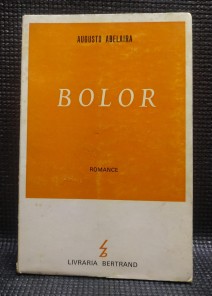 AUGUSTO ABELAIRA
BOLOR
ROMANCE
LIVRARIA BERTRAND